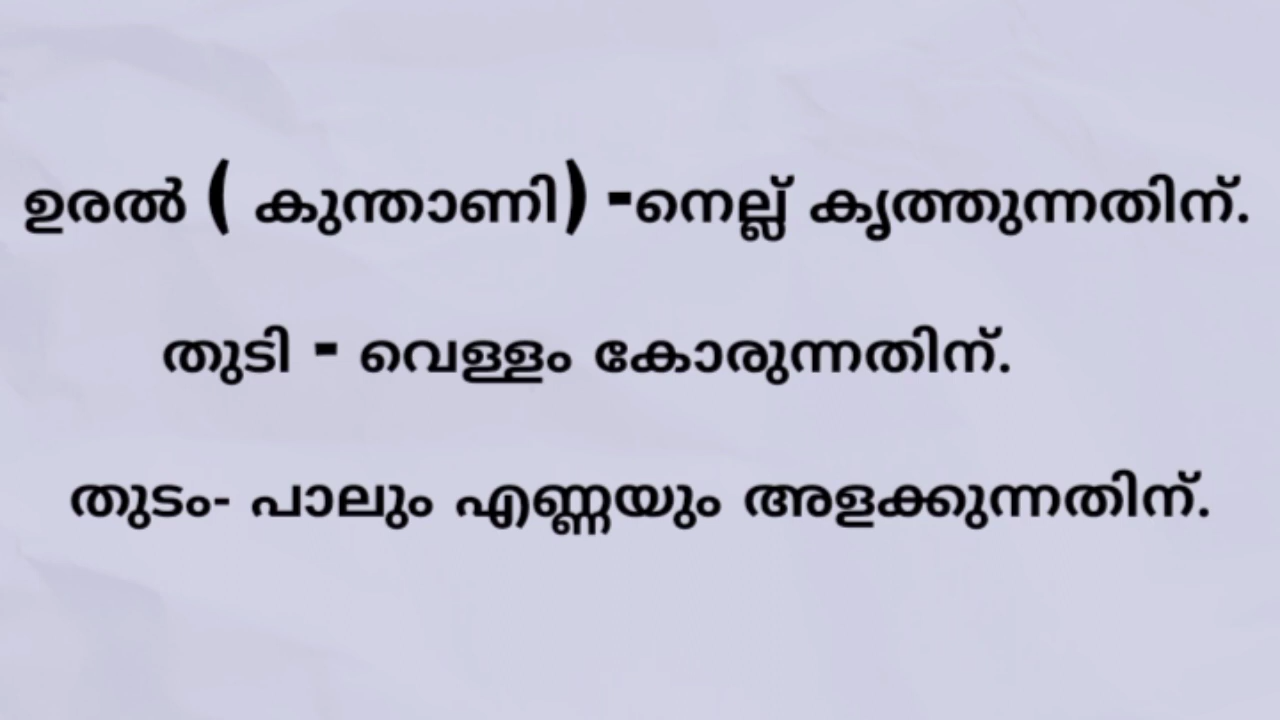 ഉരൽ ( കുന്താണി) -നെല്ല് കൃത്തുന്നതിന്.
തുടി - വെള്ളം കോരുന്നതിന്.
തുടം- പാലും എണ്ണയും അളക്കുന്നതിന്.